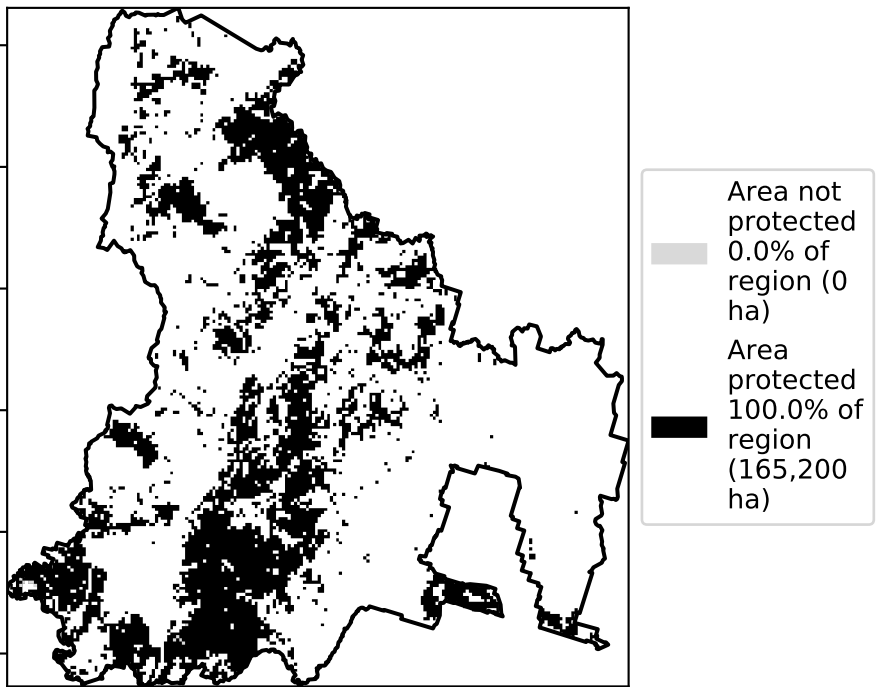 Area not
protected
0.0% of
region (0
ha)
Area
protected
100.0% of
region
(165,200
ha)